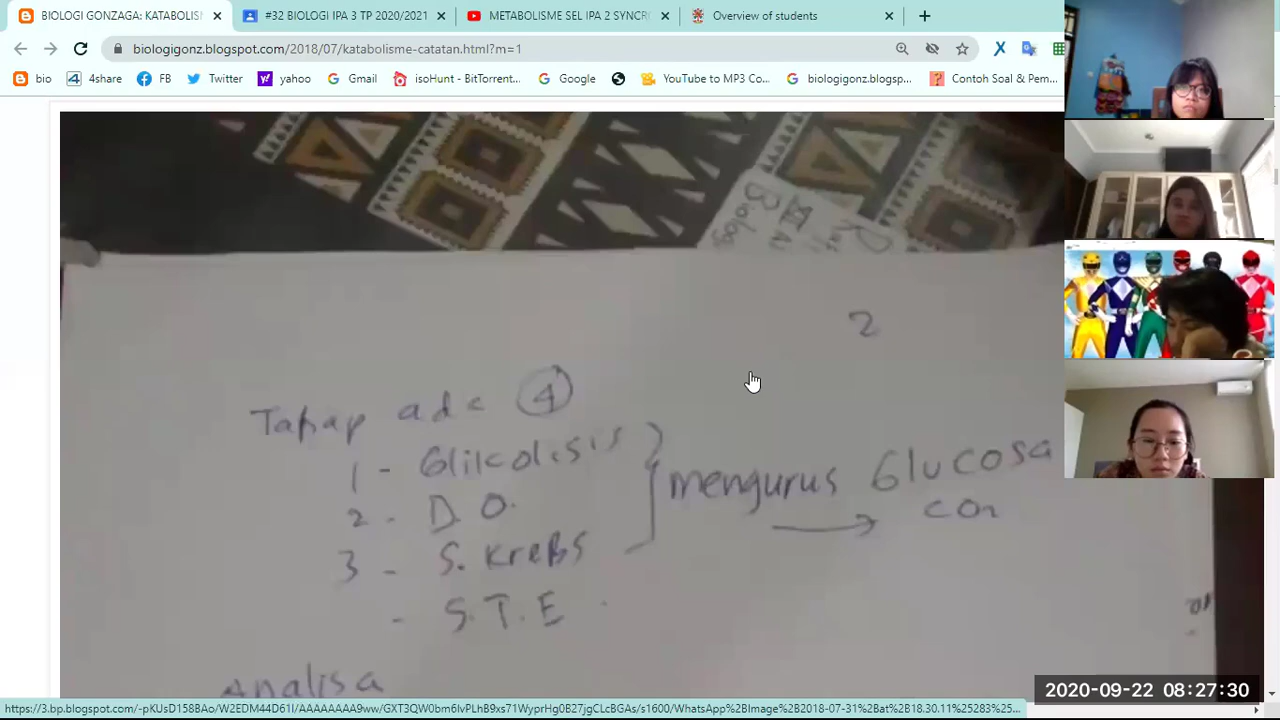 BIOLOGI GONZAGA: KATABOLIS
#32 BIOLOGI IPA 3 TP 2020/2021
METABOLISME SEL IPA 2 SYNCR
Overview of students
biologigonz.blogspot.com/2018/07/katabolisme-catatan.html?m=1
bio
4share
FB
Twitter
yahoo
Gmail
isoHunt - BitTorrent...
Google
YouTube to MP3 Co...
biologigonz.blogsp...
Contoh Soal & Pem...
Biolog
2
Tahap ada 4
1 - Glikolisis
2 - D.O.
3 - S. Krebs
- S.T.E
mengurus Glucosa
Analisa
2020-09-22 08:27:30